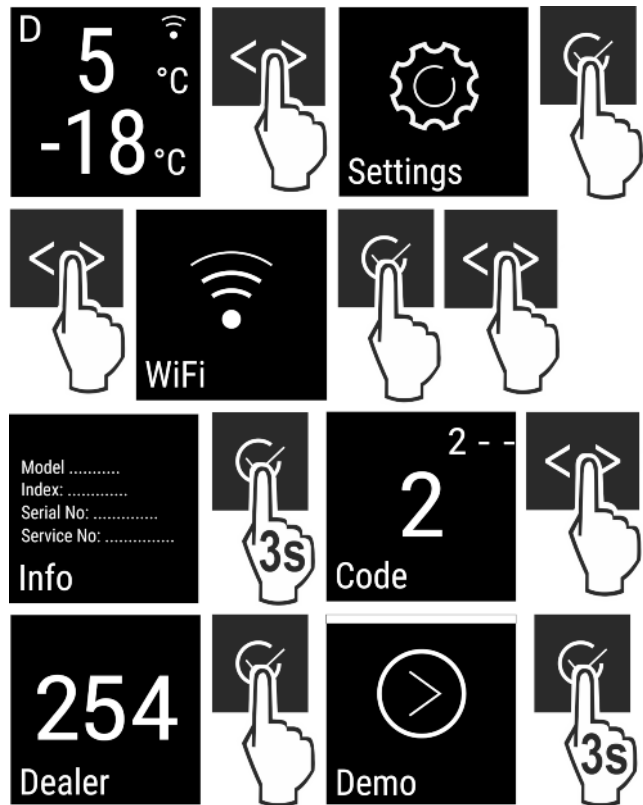 D
5 °C
-18 °C
Settings
WiFi
Model ...........
Index: .............
Serial No: ..............
Service No: ...............
Info
3s
2 - -
2
Code
254
Dealer
Demo
3s